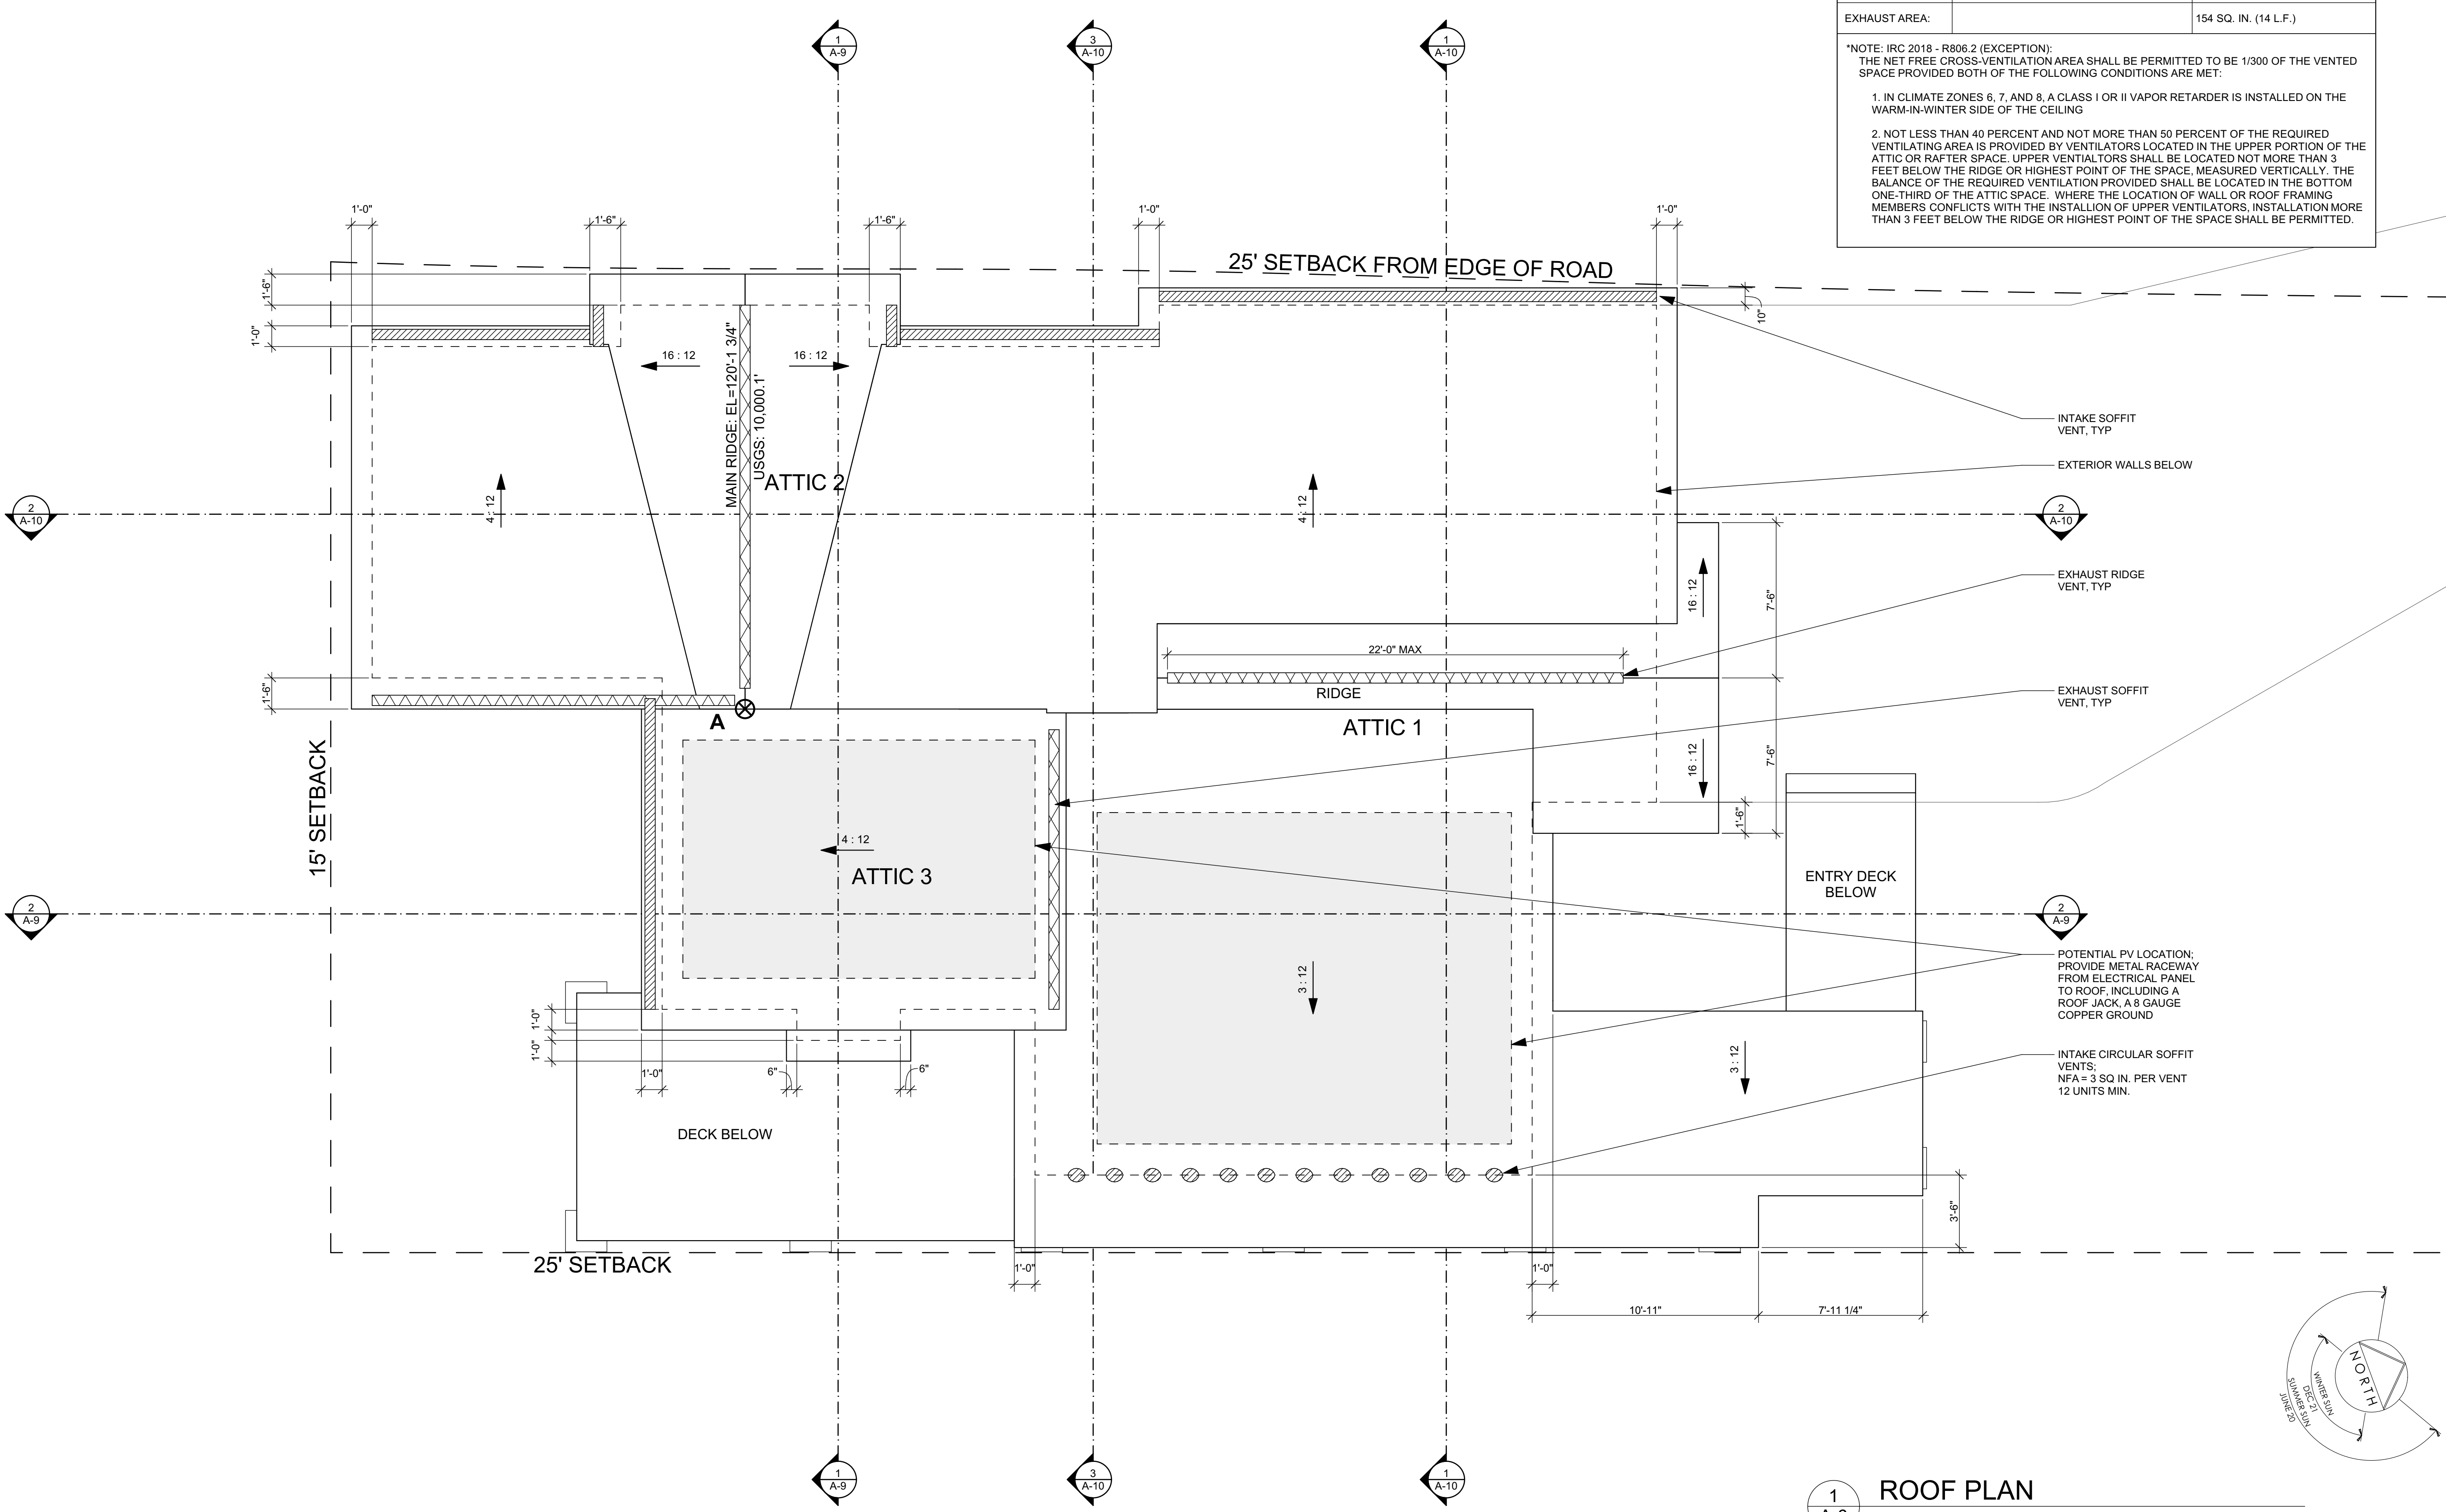 EXHAUST AREA:
154 SQ. IN. (14 L.F.)
*NOTE: IRC 2018 - R806.2 (EXCEPTION):
THE NET FREE CROSS-VENTILATION AREA SHALL BE PERMITTED TO BE 1/300 OF THE VENTED
SPACE PROVIDED BOTH OF THE FOLLOWING CONDITIONS ARE MET:
1. IN CLIMATE ZONES 6, 7, AND 8, A CLASS I OR II VAPOR RETARDER IS INSTALLED ON THE
WARM-IN-WINTER SIDE OF THE CEILING
2. NOT LESS THAN 40 PERCENT AND NOT MORE THAN 50 PERCENT OF THE REQUIRED
VENTILATING AREA IS PROVIDED BY VENTILATORS LOCATED IN THE UPPER PORTION OF THE
ATTIC OR RAFTER SPACE. UPPER VENTIALTORS SHALL BE LOCATED NOT MORE THAN 3
FEET BELOW THE RIDGE OR HIGHEST POINT OF THE SPACE, MEASURED VERTICALLY. THE
BALANCE OF THE REQUIRED VENTILATION PROVIDED SHALL BE LOCATED IN THE BOTTOM
ONE-THIRD OF THE ATTIC SPACE. WHERE THE LOCATION OF WALL OR ROOF FRAMING
MEMBERS CONFLICTS WITH THE INSTALLION OF UPPER VENTILATORS, INSTALLATION MORE
THAN 3 FEET BELOW THE RIDGE OR HIGHEST POINT OF THE SPACE SHALL BE PERMITTED.
1
A-9
3
A-10
1
A-10
1'-0"
1'-6"
1'-6"
1'-0"
1'-0"
25' SETBACK FROM EDGE OF ROAD
1'-6"
1'-0"
10"
16 : 12
16 : 12
MAIN RIDGE: EL=120'-1 3/4"
USGS: 10,000.1'
ATTIC 2
4 : 12
4 : 12
2
A-10
2
A-10
INTAKE SOFFIT
VENT, TYP
EXTERIOR WALLS BELOW
EXHAUST RIDGE
VENT, TYP
16 : 12
7'-6"
22'-0" MAX
RIDGE
1'-6"
A
ATTIC 1
EXHAUST SOFFIT
VENT, TYP
16 : 12
7'-6"
1'-6"
15' SETBACK
4 : 12
ATTIC 3
ENTRY DECK
BELOW
2
A-9
2
A-9
POTENTIAL PV LOCATION;
PROVIDE METAL RACEWAY
FROM ELECTRICAL PANEL
TO ROOF, INCLUDING A
ROOF JACK, A 8 GAUGE
COPPER GROUND
3 : 12
3 : 12
INTAKE CIRCULAR SOFFIT
VENTS;
NFA = 3 SQ IN. PER VENT
12 UNITS MIN.
1'-0"
1'-0"
1'-0"
6"
6"
DECK BELOW
3'-6"
25' SETBACK
1'-0"
1'-0"
10'-11"
7'-11 1/4"
NORTH
WINTER SUN
DEC 21
SUMMER SUN
JUNE 20
1
A-9
3
A-10
1
A-10
1
ROOF PLAN